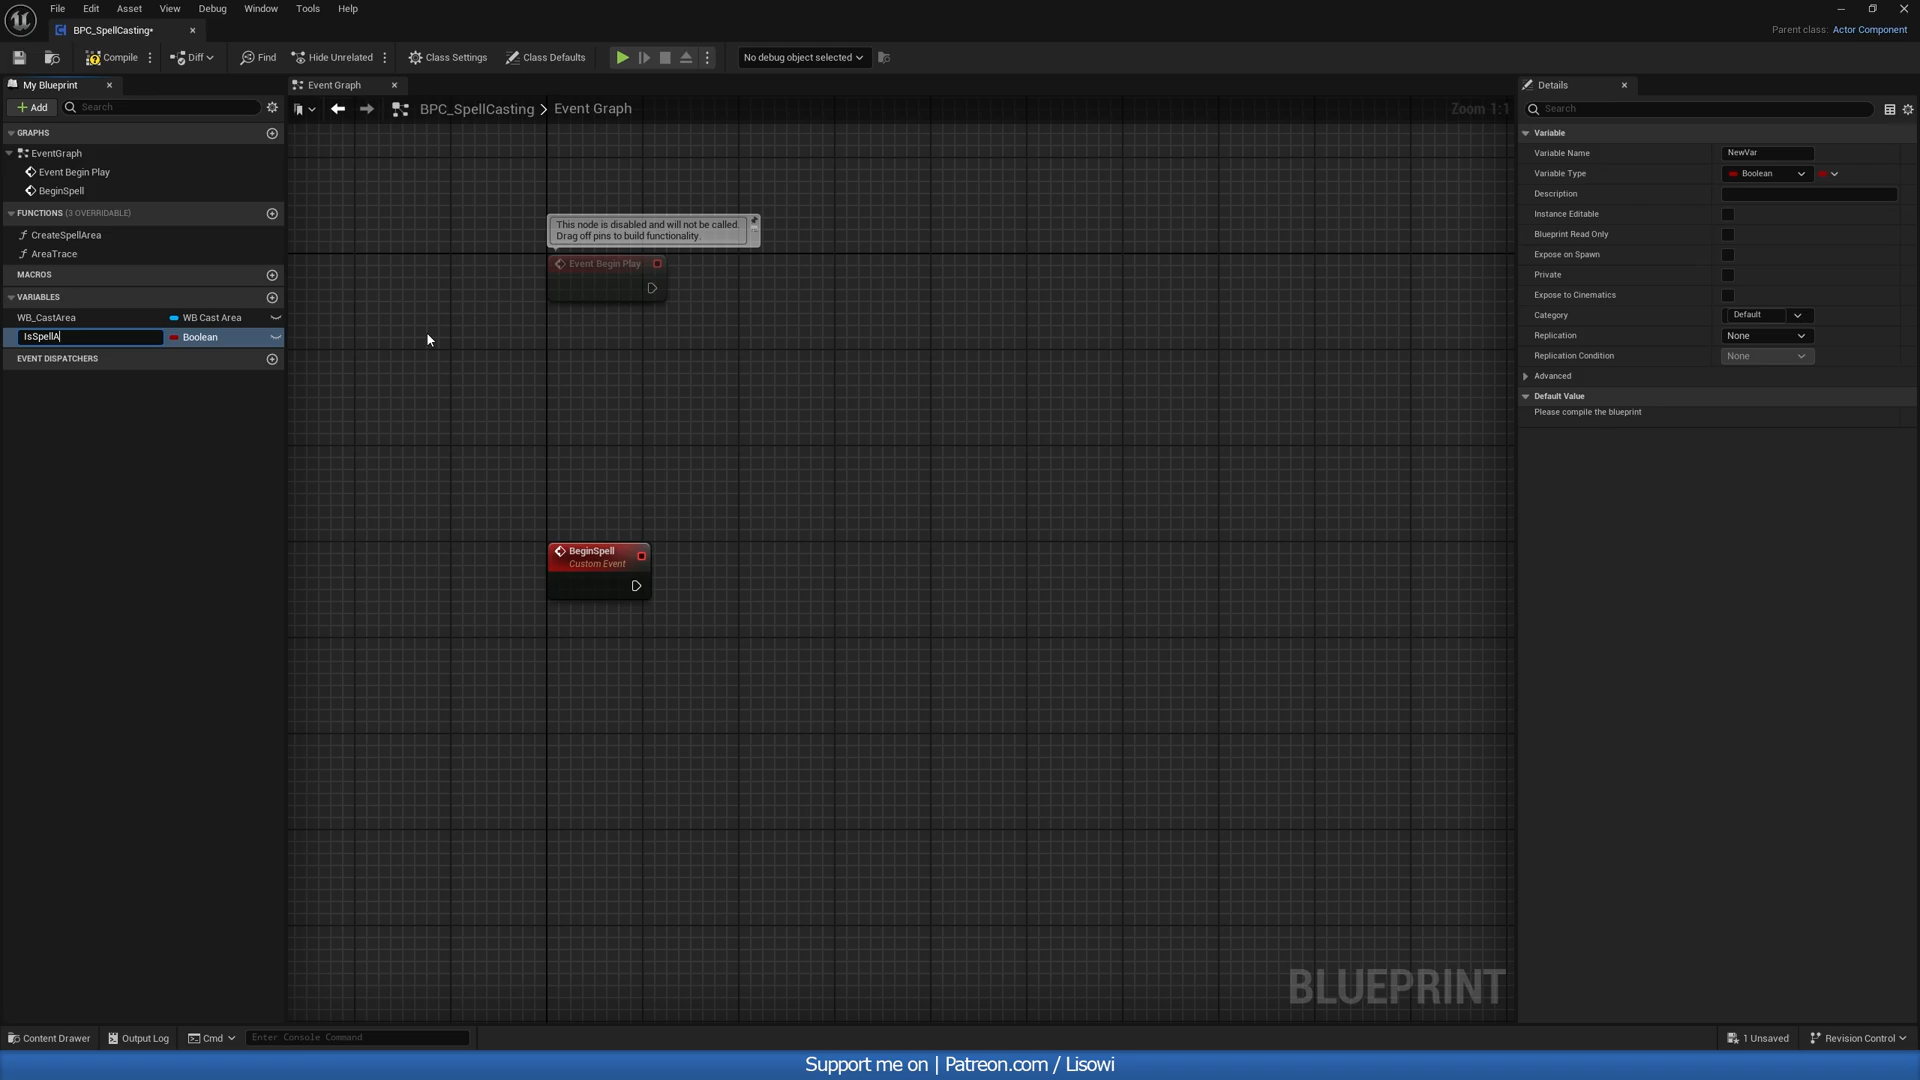 File Edit Asset View Debug Window Tools Help
BPC_SpellCasting*
Parent class: Actor Component
Compile Diff Find Hide Unrelated Class Settings Class Defaults No debug object selected
My Blueprint
Event Graph
Details
Add Search
BPC_SpellCasting > Event Graph
Zoom 1:1
Search
GRAPHS
EventGraph
Event Begin Play
BeginSpell
FUNCTIONS (3 OVERRIDABLE)
CreateSpellArea
AreaTrace
MACROS
VARIABLES
WB_CastArea WB Cast Area
IsSpellA Boolean
EVENT DISPATCHERS
This node is disabled and will not be called.
Drag off pins to build functionality.
Event Begin Play
BeginSpell
Custom Event
BLUEPRINT
Variable
Variable Name NewVar
Variable Type Boolean
Description
Instance Editable
Blueprint Read Only
Expose on Spawn
Private
Expose to Cinematics
Category Default
Replication None
Replication Condition None
Advanced
Default Value
Please compile the blueprint
Content Drawer Output Log Cmd Enter Console Command 1 Unsaved Revision Control
Support me on | Patreon.com / Lisowi